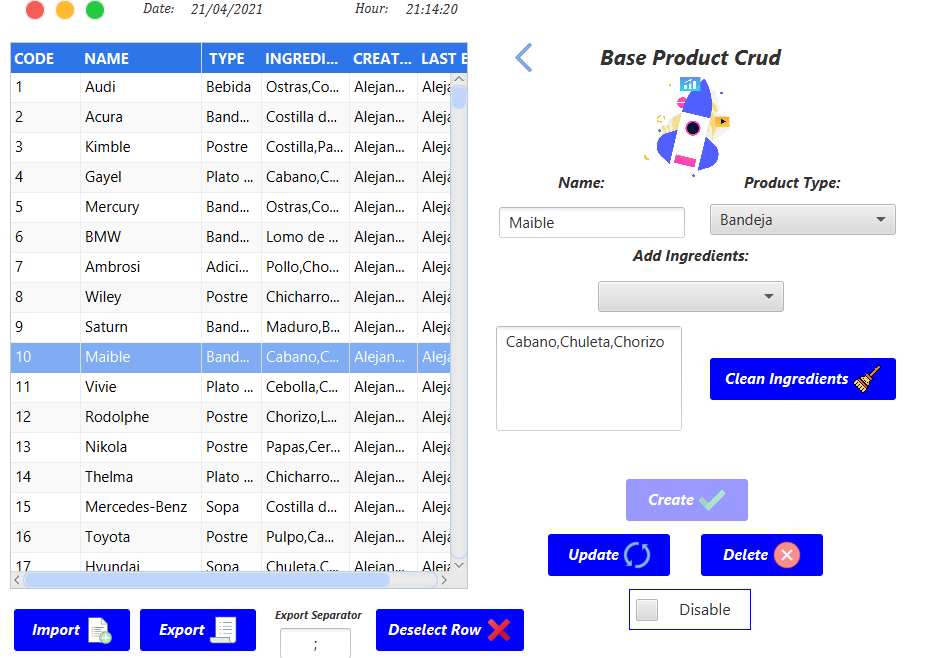 Date: 21/04/2021 Hour: 21:14:20
Base Product Crud
CODE NAME TYPE INGREDI... CREAT... LAST E
1 Audi Bebida Ostras,Co... Alejan... Aleja
2 Acura Band... Costilla d... Alejan... Aleja
3 Kimble Postre Costilla,Pa... Alejan... Aleja
4 Gayel Plato ... Cabano,C... Alejan... Aleja
5 Mercury Band... Ostras,Co... Alejan... Aleja
6 BMW Band... Lomo de ... Alejan... Aleja
7 Ambrosi Adici... Pollo,Cho... Alejan... Aleja
8 Wiley Postre Chicharro... Alejan... Aleja
9 Saturn Band... Maduro,B... Alejan... Aleja
10 Maible Band... Cabano,C... Alejan... Aleja
11 Vivie Plato ... Cebolla,C... Alejan... Aleja
12 Rodolphe Postre Chorizo,L... Alejan... Aleja
13 Nikola Postre Papas,Cer... Alejan... Aleja
14 Thelma Plato ... Chicharro... Alejan... Aleja
15 Mercedes-Benz Sopa Costilla d... Alejan... Aleja
16 Toyota Postre Pulpo,Ca... Alejan... Aleja
17 Hyundai Sopa Chuleta,C... Alejan... Aleja
Name: Product Type:
Maible Bandeja
Add Ingredients:
Cabano,Chuleta,Chorizo
Clean Ingredients
Create
Update Delete
Disable
Import Export Export Separator ; Deselect Row